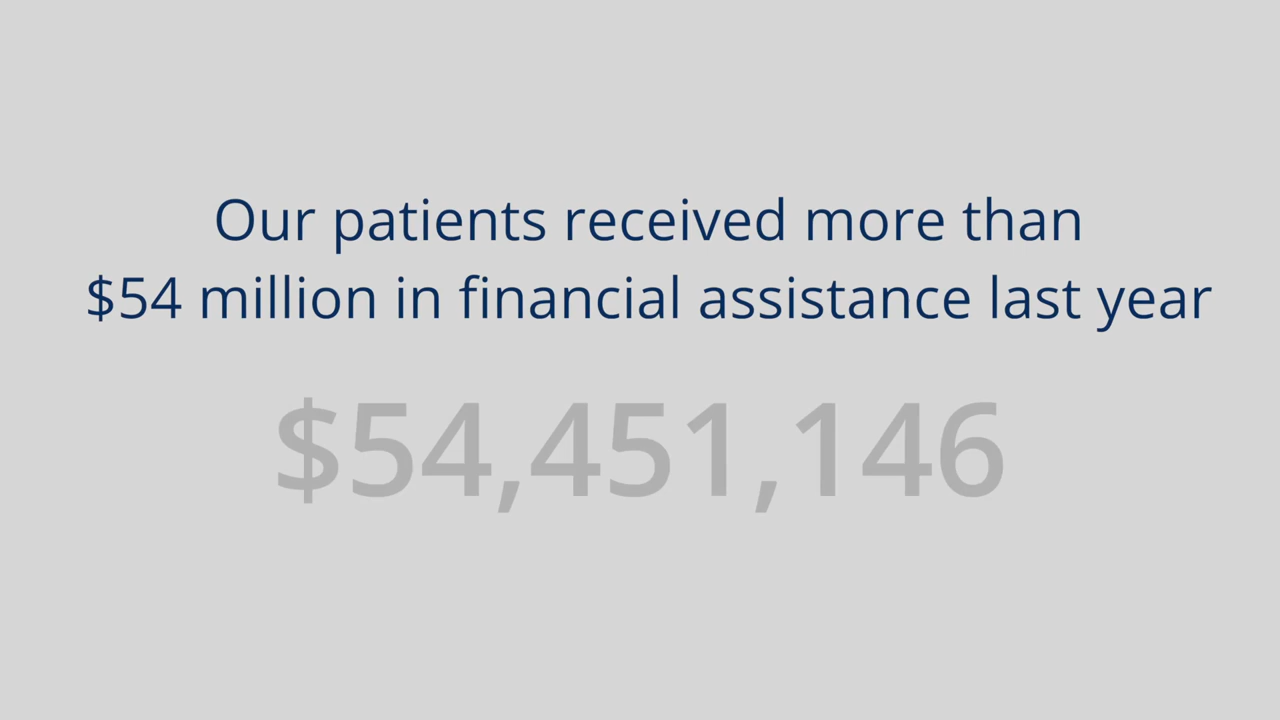 Our patients received more than
$54 million in financial assistance last year
$54,451,146